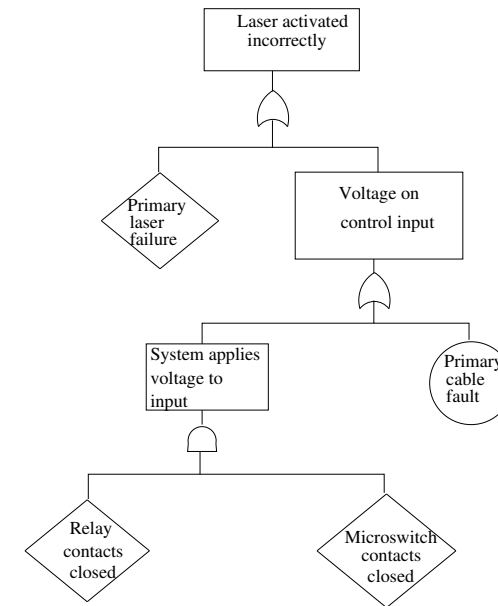 Laser activated
incorrectly
Primary
laser
failure
Voltage on
control input
System applies
voltage to
input
Primary
cable
fault
Relay
contacts
closed
Microswitch
contacts
closed